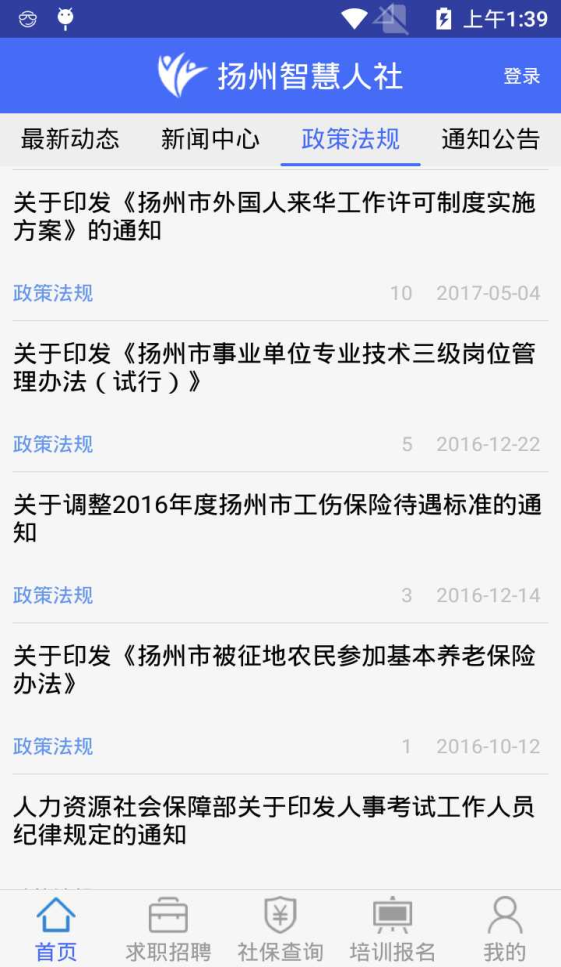 上午1:39
扬州智慧人社
登录
最新动态 新闻中心 政策法规 通知公告
关于印发《扬州市外国人来华工作许可制度实施
方案》的通知
政策法规 10 2017-05-04
关于印发《扬州市事业单位专业技术三级岗位管
理办法（试行）》
政策法规 5 2016-12-22
关于调整2016年度扬州市工伤保险待遇标准的通
知
政策法规 3 2016-12-14
关于印发《扬州市被征地农民参加基本养老保险
办法》
政策法规 1 2016-10-12
人力资源社会保障部关于印发人事考试工作人员
纪律规定的通知
首页 求职招聘 社保查询 培训报名 我的